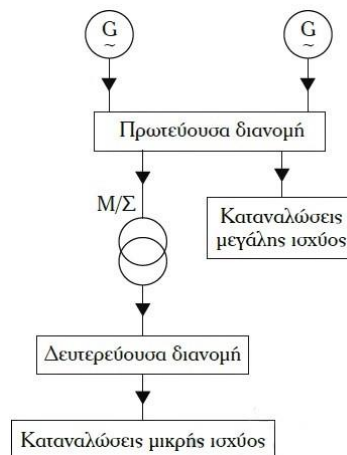 G
~
G
~
Πρωτεύουσα διανομή
Μ/Σ
Καταναλώσεις
μεγάλης ισχύος
Δευτερεύουσα διανομή
Καταναλώσεις μικρής ισχύος